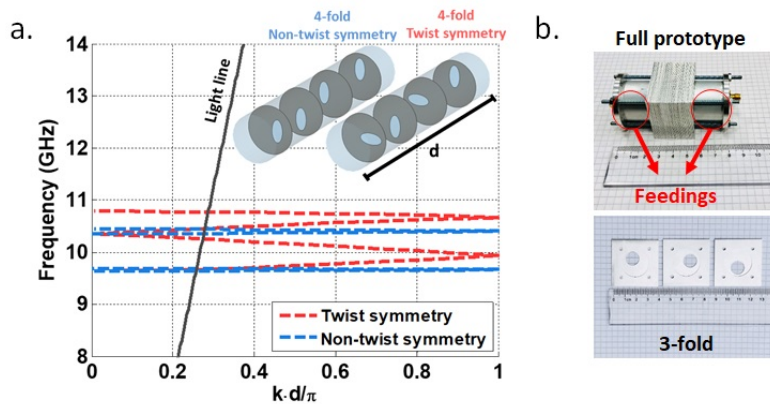 a.
4-fold
Non-twist symmetry
4-fold
Twist symmetry
14
13
12
11
10
9
8
Frequency (GHz)
Light line
d
Twist symmetry
Non-twist symmetry
0
0.2
0.4
0.6
0.8
1
k·d/π
b.
Full prototype
Feedings
3-fold